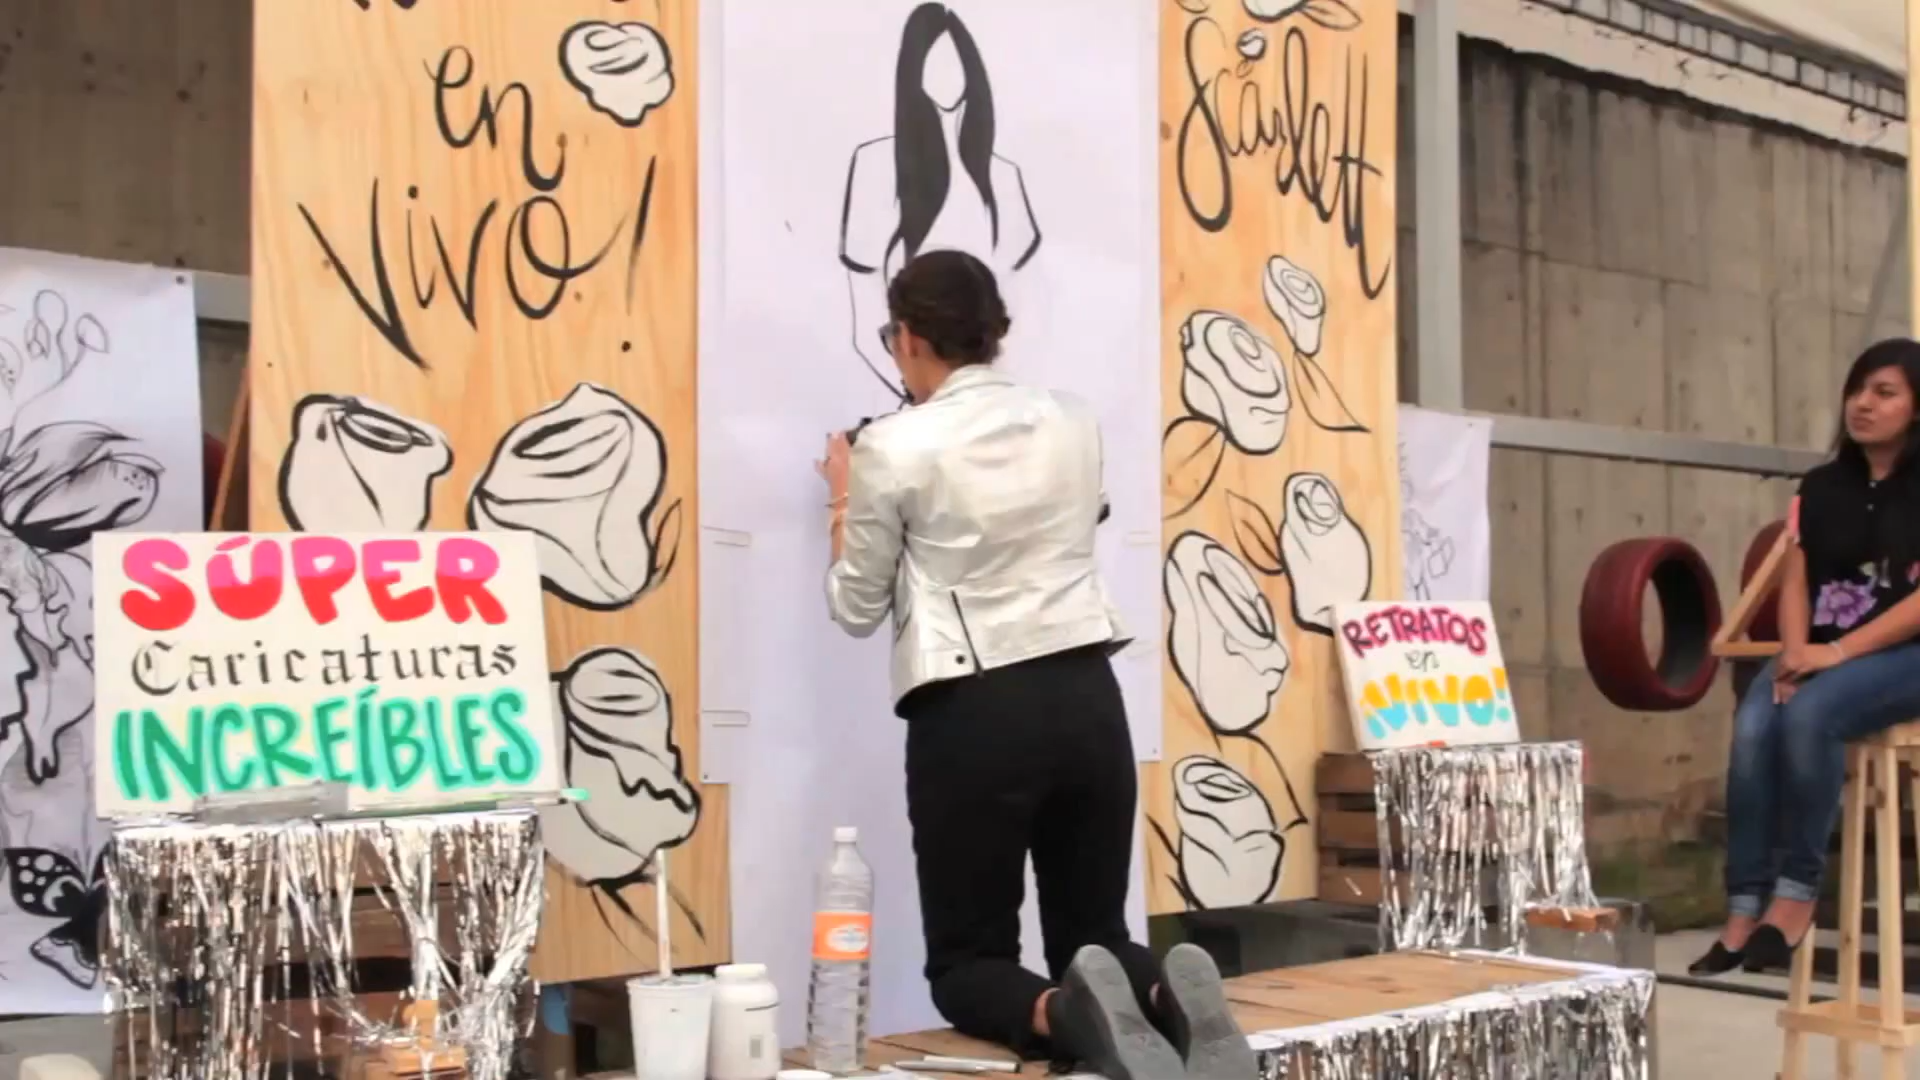 en
Vivo!
Scarlett
SÚPER
Caricaturas
INCREÍBLES
RETRATOS
en
VIVO!